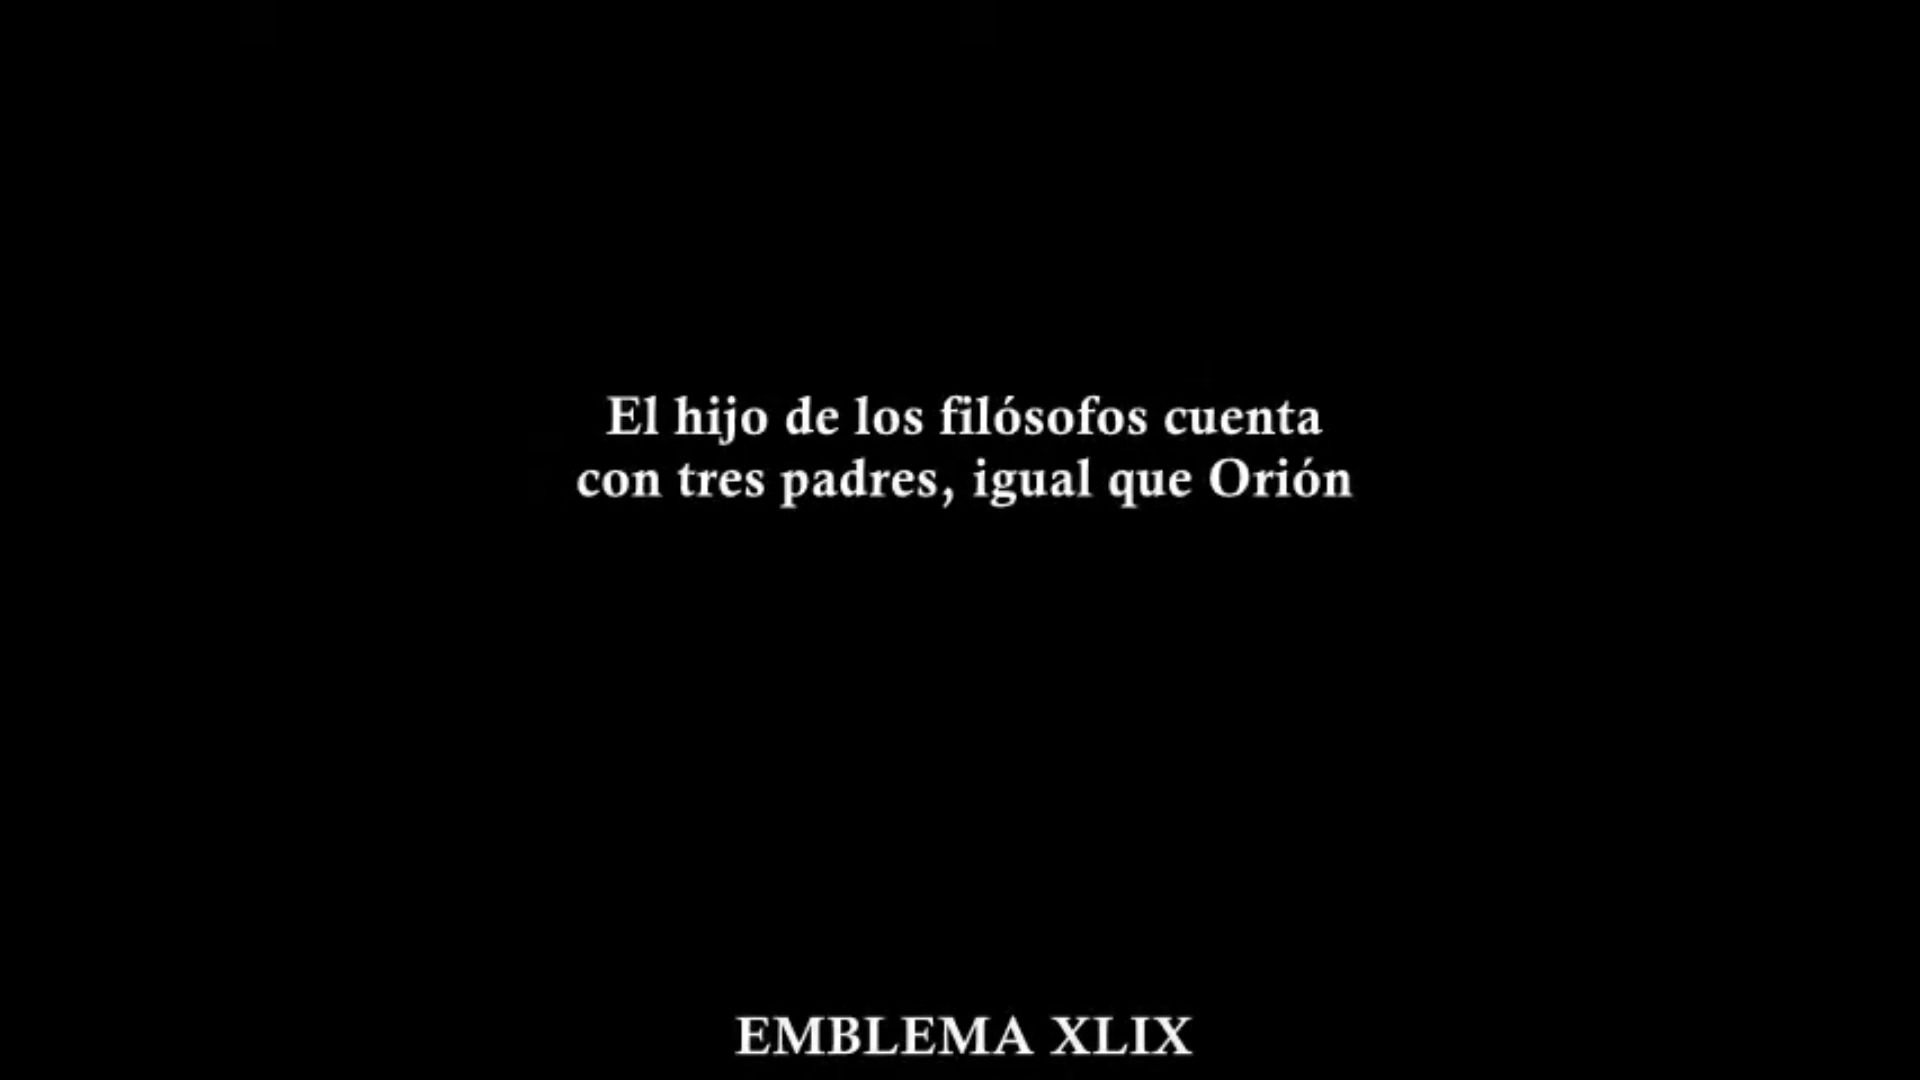 El hijo de los filósofos cuenta
con tres padres, igual que Orión
EMBLEMA XLIX